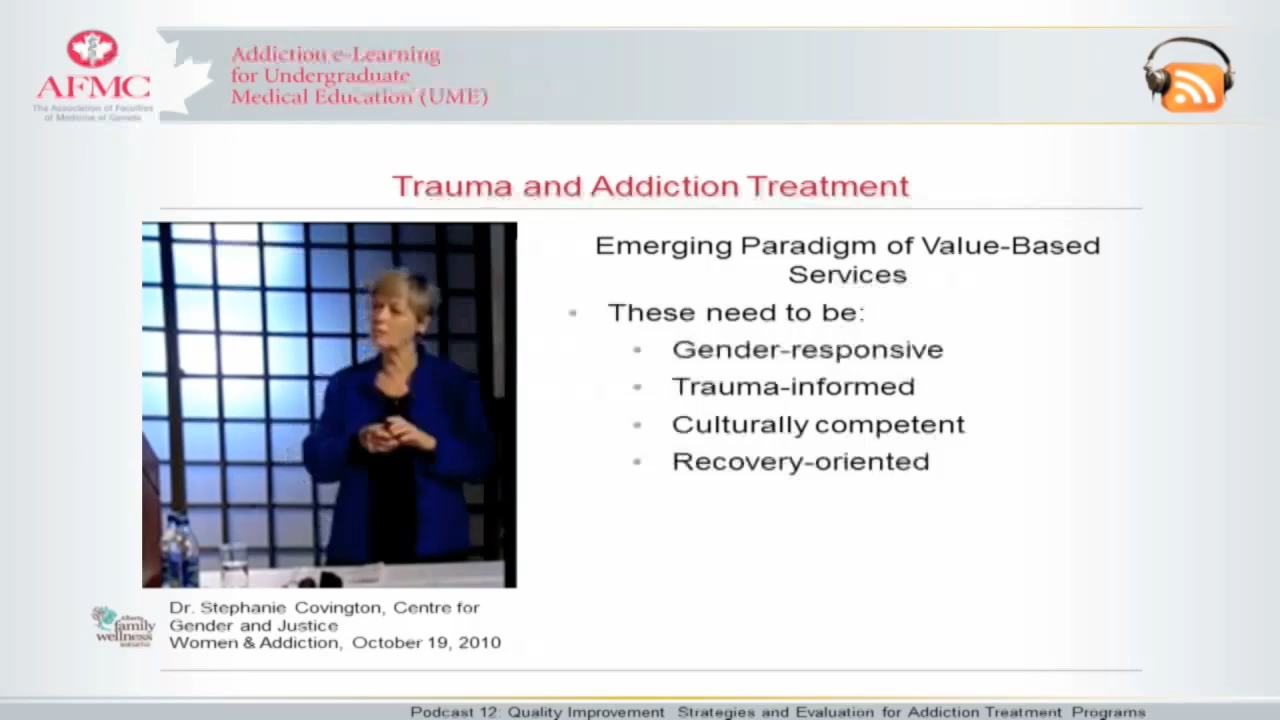 AFMC
The Association of Faculties
of Medicine of Canada
Addiction e-Learning
for Undergraduate
Medical Education (UME)
Trauma and Addiction Treatment
Emerging Paradigm of Value-Based
Services
• These need to be:
• Gender-responsive
• Trauma-informed
• Culturally competent
• Recovery-oriented
Alberta
family
wellness
initiative
Dr. Stephanie Covington, Centre for
Gender and Justice
Women & Addiction, October 19, 2010
Podcast 12: Quality Improvement Strategies and Evaluation for Addiction Treatment Programs